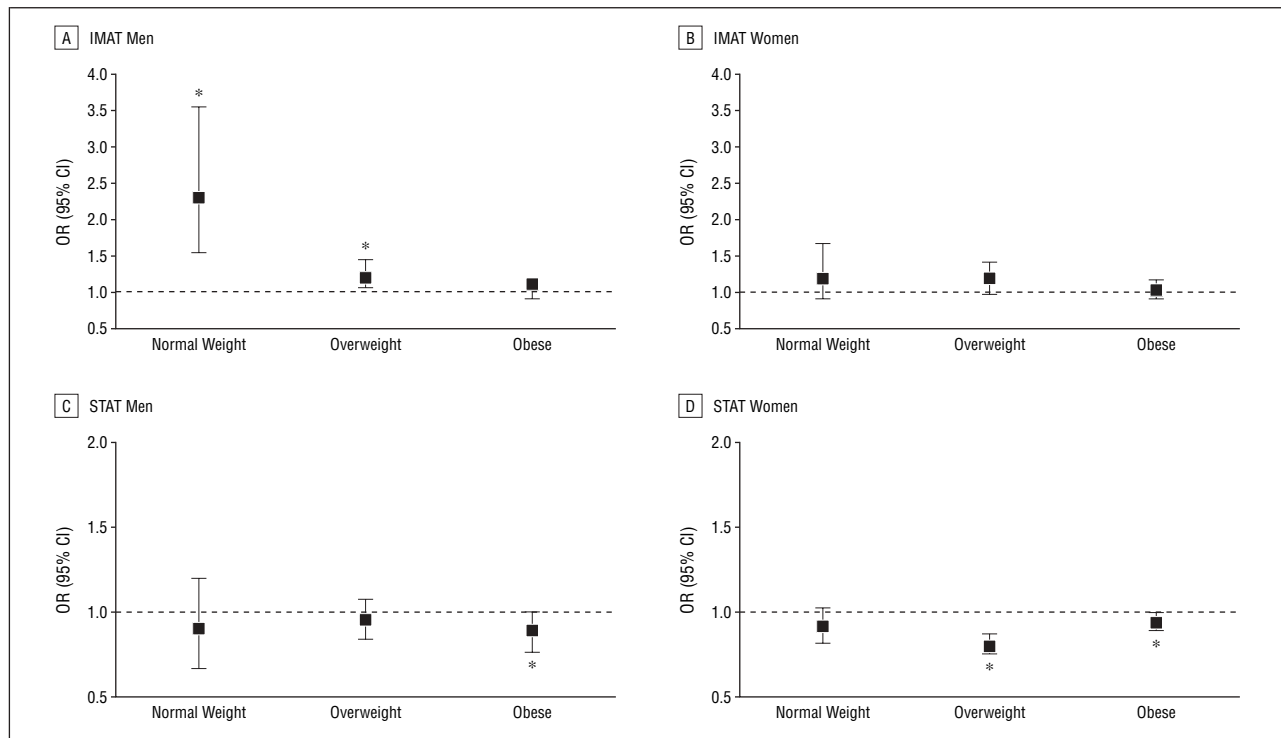 A IMAT Men
4.0
3.5
3.0
2.5
2.0
1.5
1.0
0.5
OR (95% CI)
*
*
Normal Weight Overweight Obese
B IMAT Women
4.0
3.5
3.0
2.5
2.0
1.5
1.0
0.5
OR (95% CI)
Normal Weight Overweight Obese
C STAT Men
2.0
1.5
1.0
0.5
OR (95% CI)
*
Normal Weight Overweight Obese
D STAT Women
2.0
1.5
1.0
0.5
OR (95% CI)
*
*
Normal Weight Overweight Obese